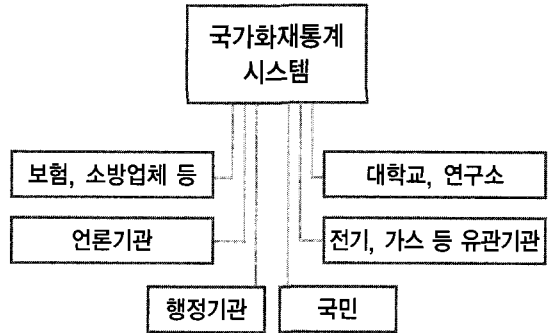 국가화재통계
시스템
보험, 소방업체 등
대학교, 연구소
언론기관
전기, 가스 등 유관기관
행정기관
국민